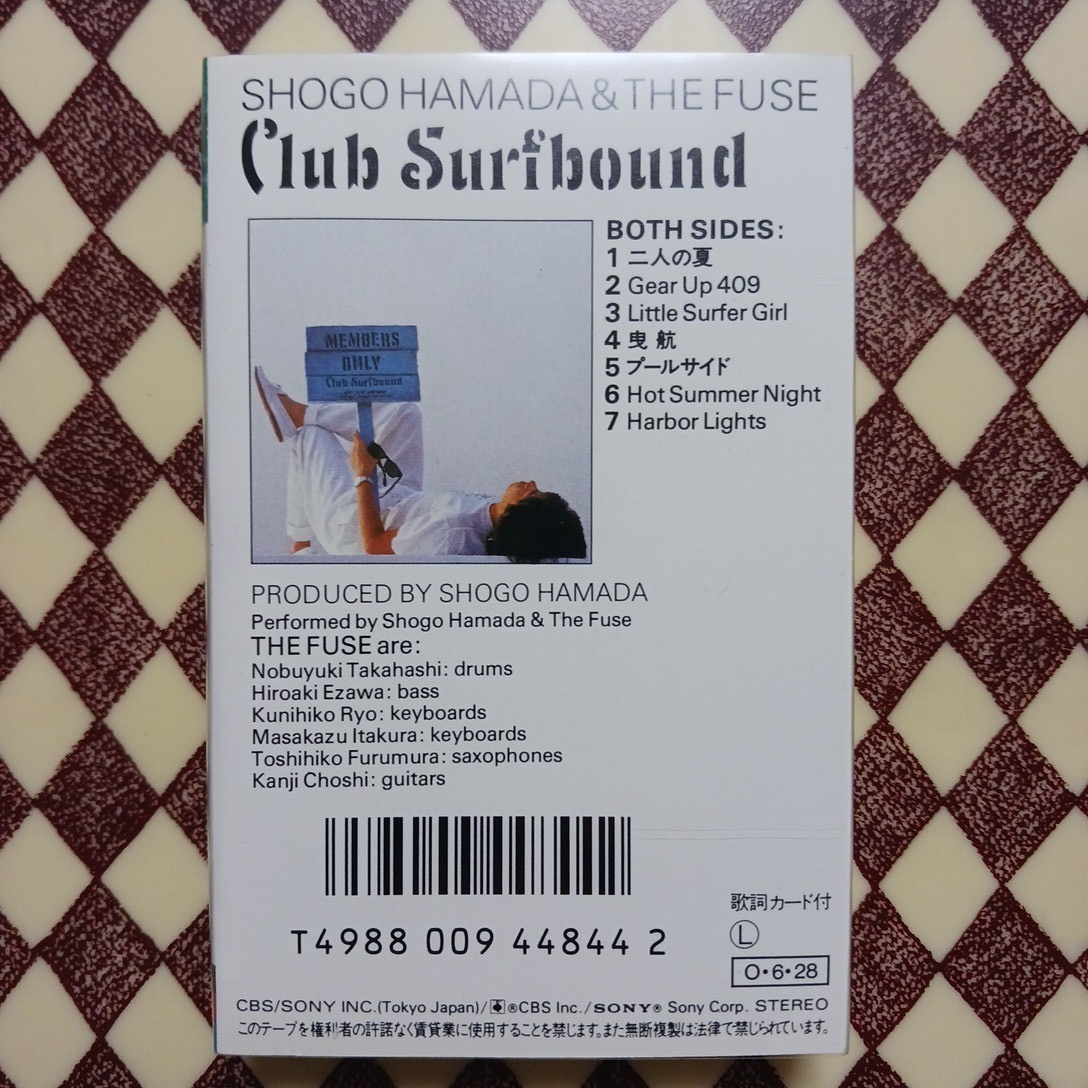 SHOGO HAMADA & THE FUSE
Club Surfbound
MEMBERS
ONLY
Club Surfbound
BOTH SIDES:
1 二人の夏
2 Gear Up 409
3 Little Surfer Girl
4 曳航
5 プールサイド
6 Hot Summer Night
7 Harbor Lights
PRODUCED BY SHOGO HAMADA
Performed by Shogo Hamada & The Fuse
THE FUSE are:
Nobuyuki Takahashi: drums
Hiroaki Ezawa: bass
Kunihiko Ryo: keyboards
Masakazu Itakura: keyboards
Toshihiko Furumura: saxophones
Kanji Choshi: guitars
T4988 009 44844 2
歌詞カード付
Ⓛ
O•6•28
CBS/SONY INC.(Tokyo Japan)/®CBS Inc./SONY® Sony Corp. STEREO
このテープを権利者の許諾なく賃貸業に使用することを禁じます。また無断複製は法律で禁じられています。